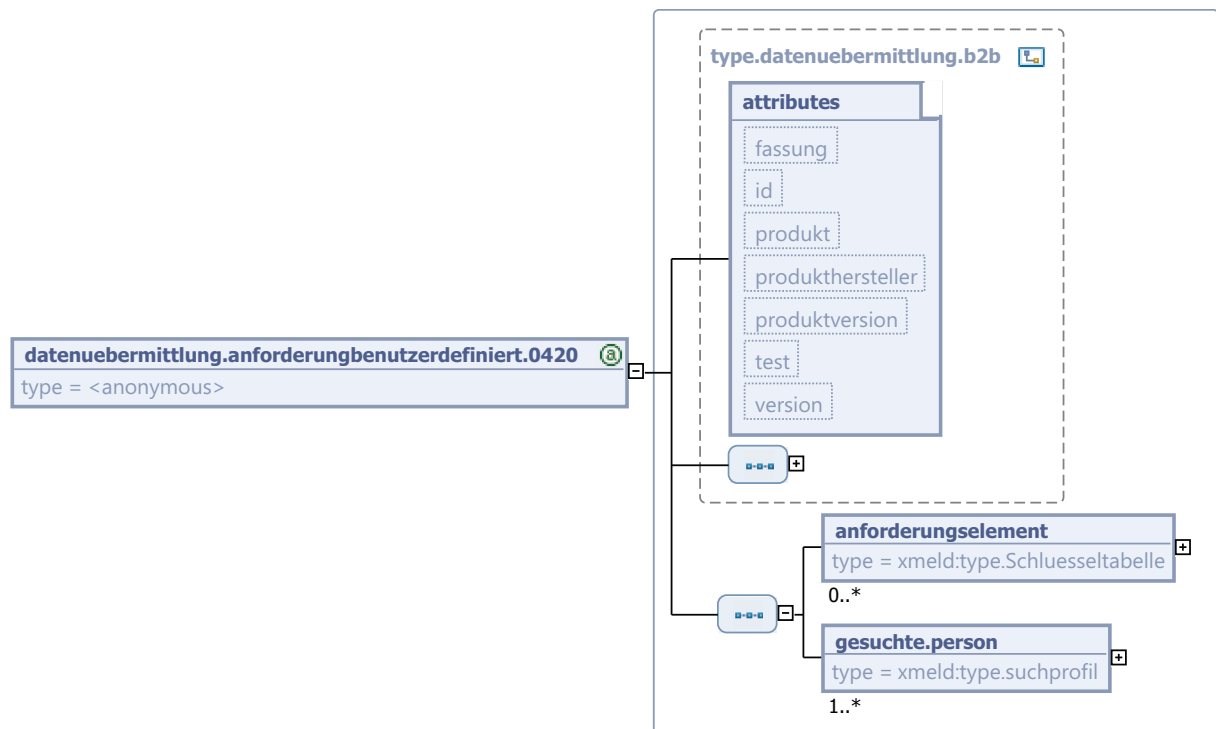 type.datenuebermittlung.b2b
attributes
fassung
id
produkt
produkthersteller
produktversion
test
version
datenuebermittlung.anforderungbenutzerdefiniert.0420 @
type = <anonymous>
anforderungselement
type = xmeld:type.Schluesseltabelle
0..*
gesuchte.person
type = xmeld:type.suchprofil
1..*